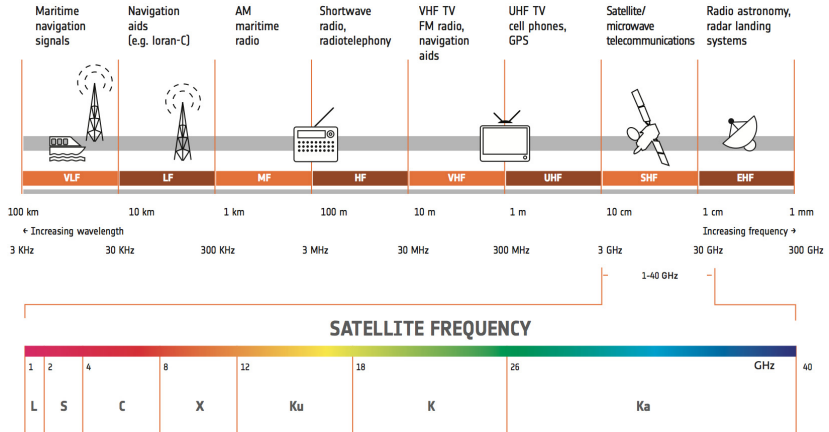 Maritime
navigation
signals
Navigation
aids
(e.g. loran-C)
AM
maritime
radio
Shortwave
radio,
radiotelephony
VHF TV
FM radio,
navigation
aids
UHF TV
cell phones,
GPS
Satellite/
microwave
telecommunications
Radio astronomy,
radar landing
systems
VLF LF MF HF VHF UHF SHF EHF
100 km 10 km 1 km 100 m 10 m 1 m 10 cm 1 cm 1 mm
← Increasing wavelength Increasing frequency →
3 KHz 30 KHz 300 KHz 3 MHz 30 MHz 300 MHz 3 GHz 30 GHz 300 GHz
1-40 GHz
SATELLITE FREQUENCY
1 2 4 8 12 18 26 GHz 40
L S C X Ku K Ka